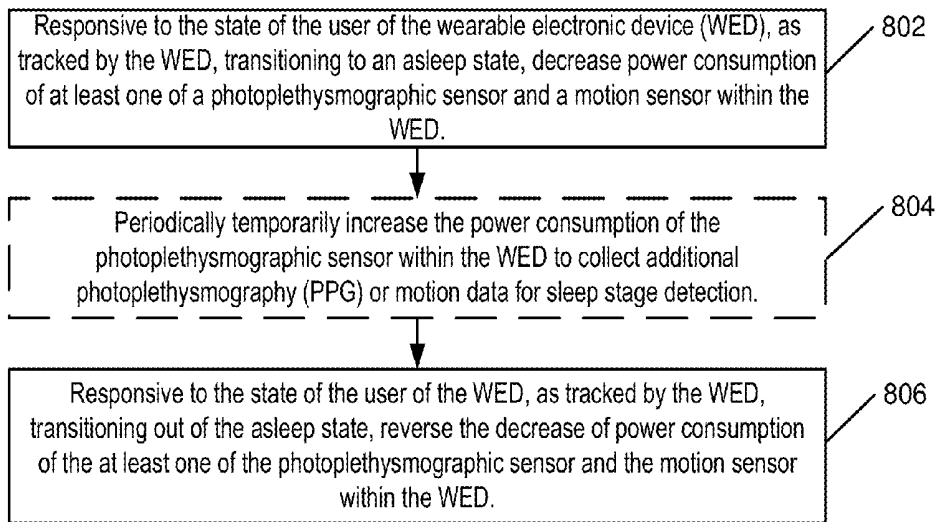 Responsive to the state of the user of the wearable electronic device (WED), as
tracked by the WED, transitioning to an asleep state, decrease power consumption
of at least one of a photoplethysmographic sensor and a motion sensor within the
WED.
802
Periodically temporarily increase the power consumption of the
photoplethysmographic sensor within the WED to collect additional
photoplethysmography (PPG) or motion data for sleep stage detection.
804
Responsive to the state of the user of the WED, as tracked by the WED,
transitioning out of the asleep state, reverse the decrease of power consumption
of the at least one of the photoplethysmographic sensor and the motion sensor
within the WED.
806